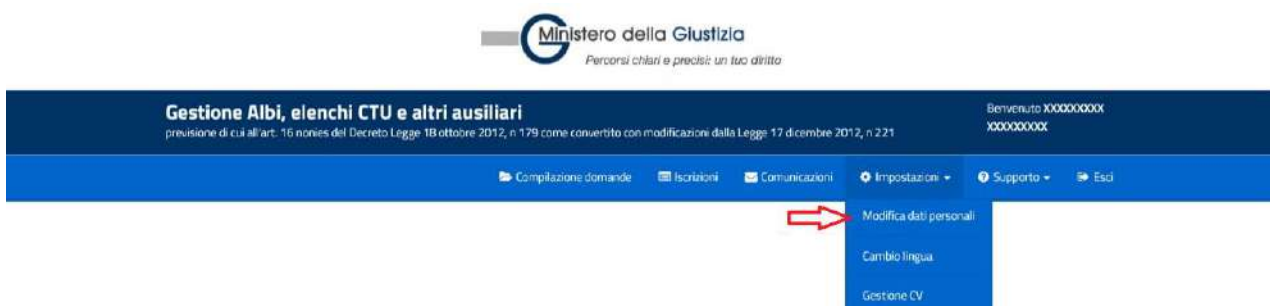 Ministero della Giustizia
Percorsi chiari e precisi: un tuo diritto
Gestione Albi, elenchi CTU e altri ausiliari
previsione di cui all'art. 16 nonies del Decreto Legge 18 ottobre 2012, n 179 come convertito con modificazioni dalla Legge 17 dicembre 2012, n 221
Benvenuto XXXXXXXXX
XXXXXXXXX
Compilazione domande Iscrizioni Comunicazioni Impostazioni Supporto Esci
Modifica dati personali
Cambio lingua
Gestione CV